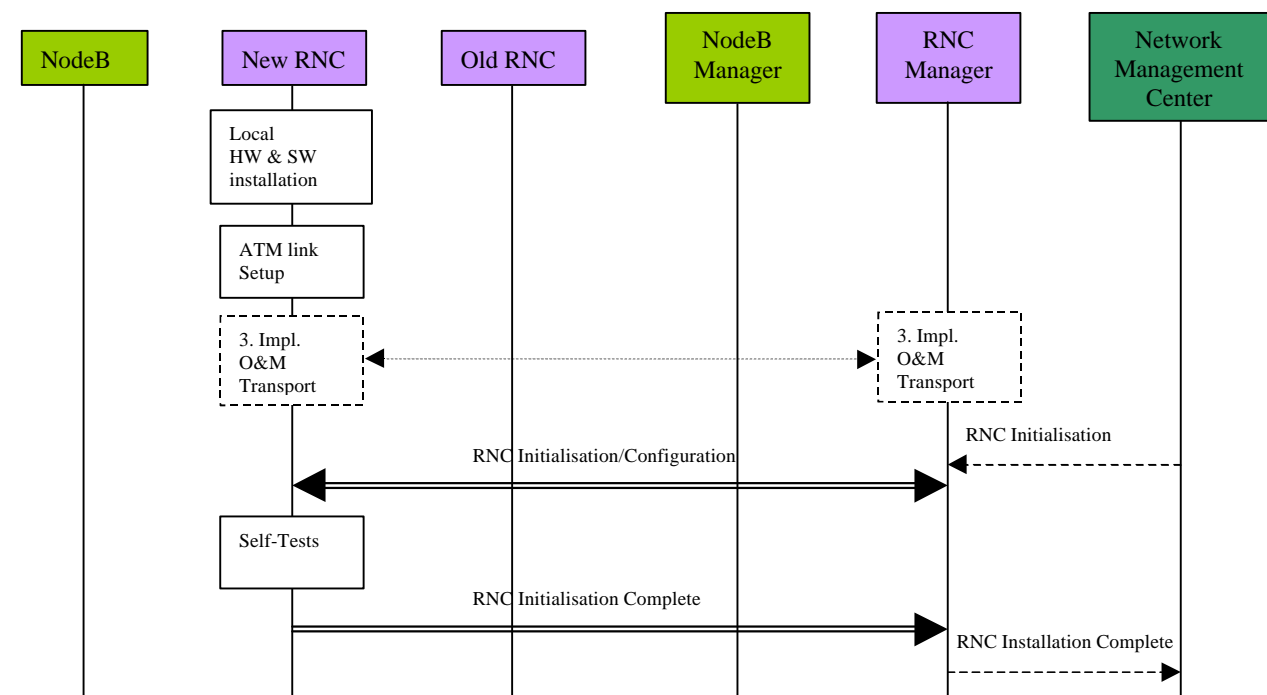 NodeB
New RNC
Old RNC
NodeB
Manager
RNC
Manager
Network
Management
Center
Local
HW & SW
installation
ATM link
Setup
3. Impl.
O&M
Transport
3. Impl.
O&M
Transport
RNC Initialisation
RNC Initialisation/Configuration
Self-Tests
RNC Initialisation Complete
RNC Installation Complete